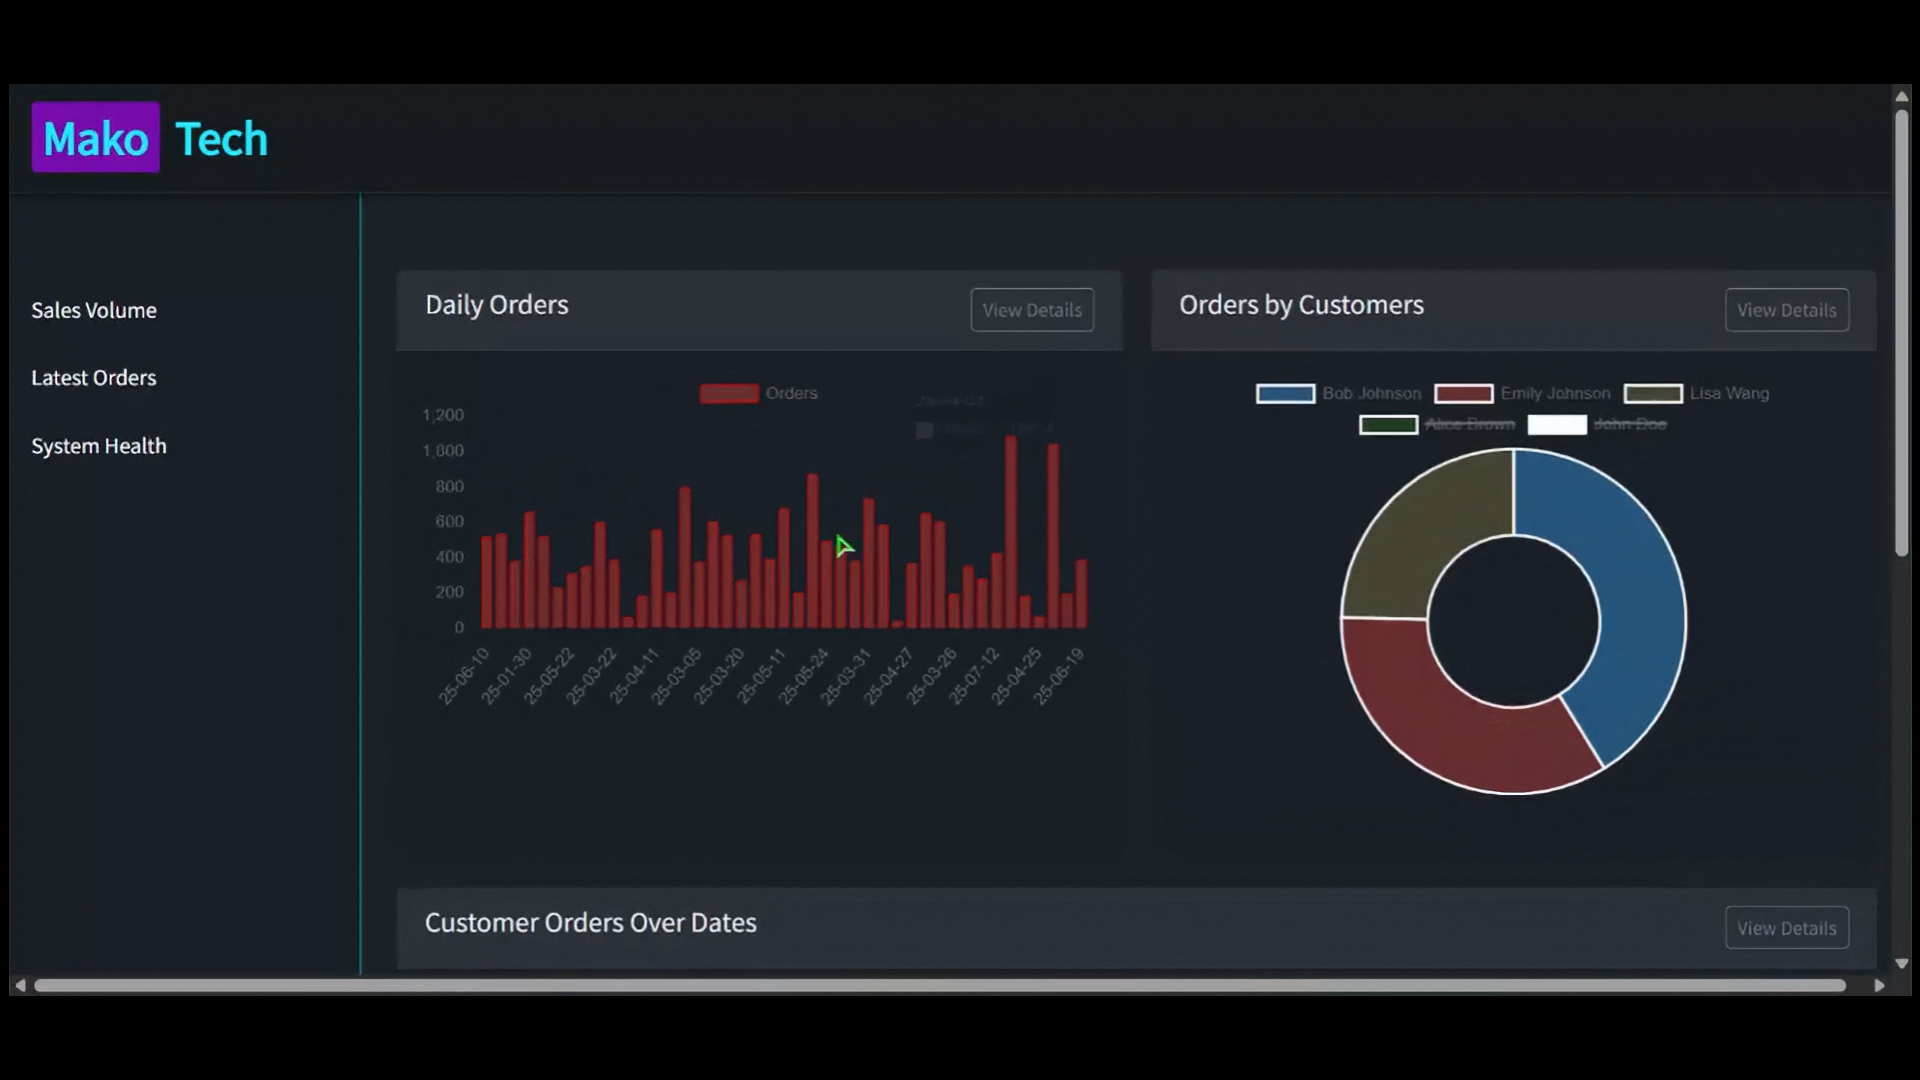 Mako Tech
Sales Volume
Latest Orders
System Health
Daily Orders
View Details
Orders
1,200
1,000
800
600
400
200
0
25-06-10
25-01-30
25-05-22
25-03-22
25-04-11
25-03-05
25-03-20
25-05-11
25-05-24
25-03-31
25-04-27
25-03-26
25-07-12
25-04-25
25-06-19
Orders by Customers
View Details
Bob Johnson Emily Johnson Lisa Wang
Alice Brown John Doe
Customer Orders Over Dates
View Details